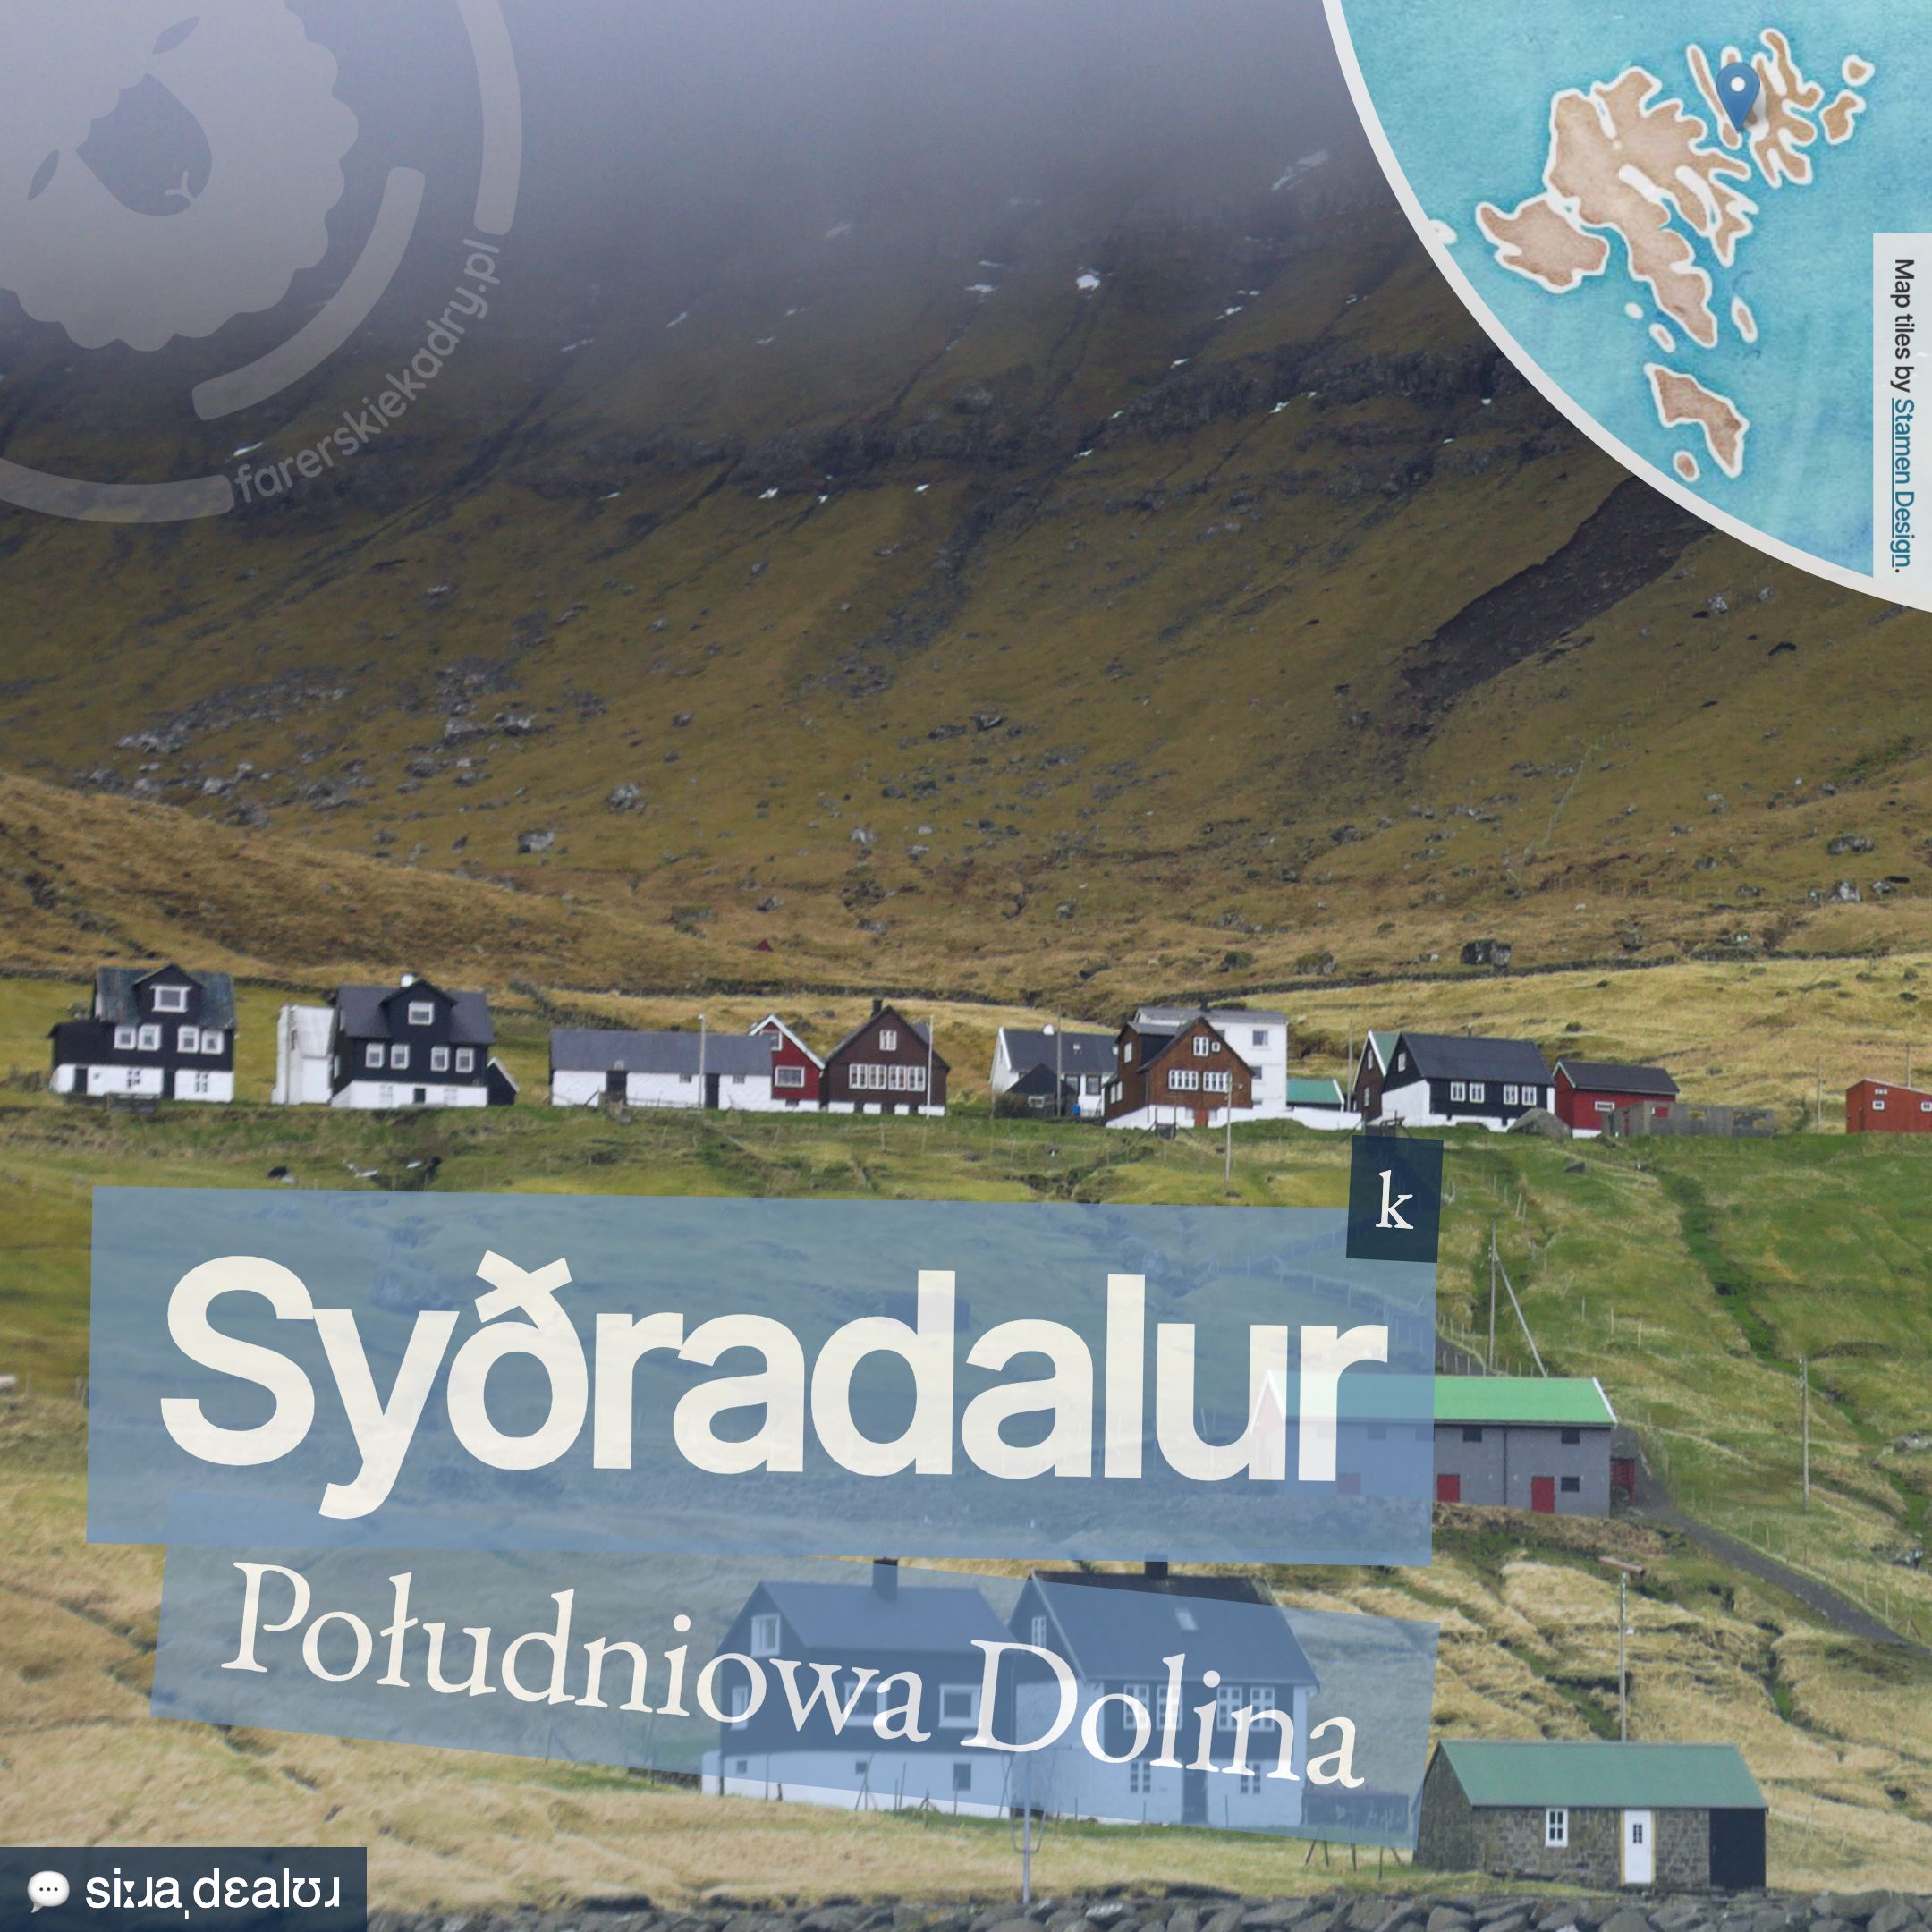 farerskiekadry.pl
Map tiles by Stamen Design.
k
Syðradalur
Południowa Dolina
💬 siːɹaˌdɛalʊɹ